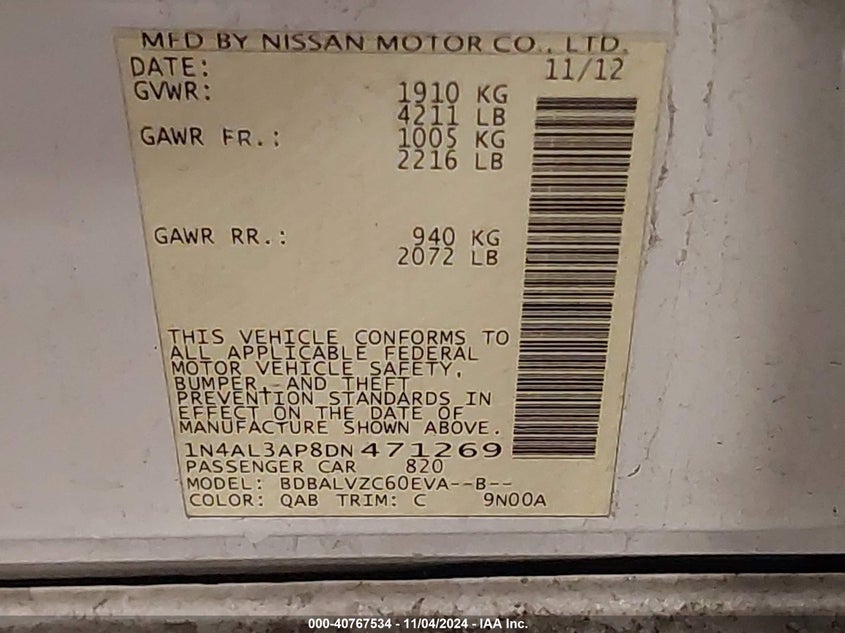 MFD BY NISSAN MOTOR CO., LTD.
DATE: 11/12
GVWR: 1910 KG
4211 LB
GAWR FR.: 1005 KG
2216 LB
GAWR RR.: 940 KG
2072 LB
THIS VEHICLE CONFORMS TO
ALL APPLICABLE FEDERAL
MOTOR VEHICLE SAFETY,
BUMPER, AND THEFT
PREVENTION STANDARDS IN
EFFECT ON THE DATE OF
MANUFACTURE SHOWN ABOVE.
1N4AL3AP8DN471269
PASSENGER CAR 820
MODEL: BDBALVZC60EVA--B--
COLOR: QAB TRIM: C 9N00A
000-40767534 - 11/04/2024 - IAA Inc.